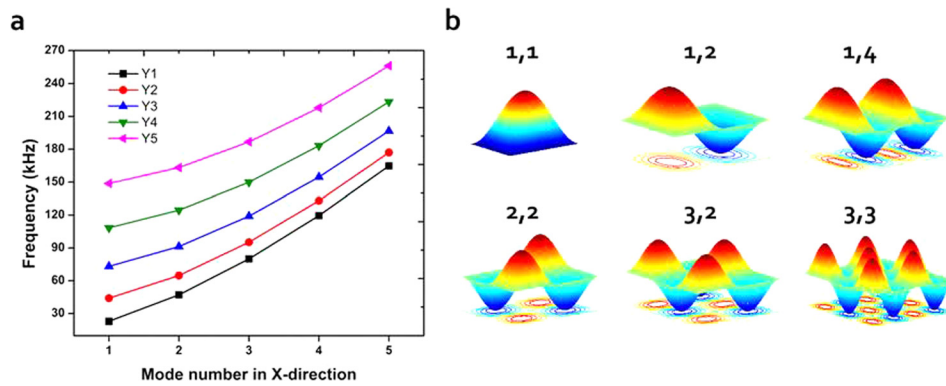 a
270
240
210
180
150
120
90
60
30
Frequency (kHz)
Y1
Y2
Y3
Y4
Y5
1 2 3 4 5
Mode number in X-direction
b
1,1 1,2 1,4
2,2 3,2 3,3